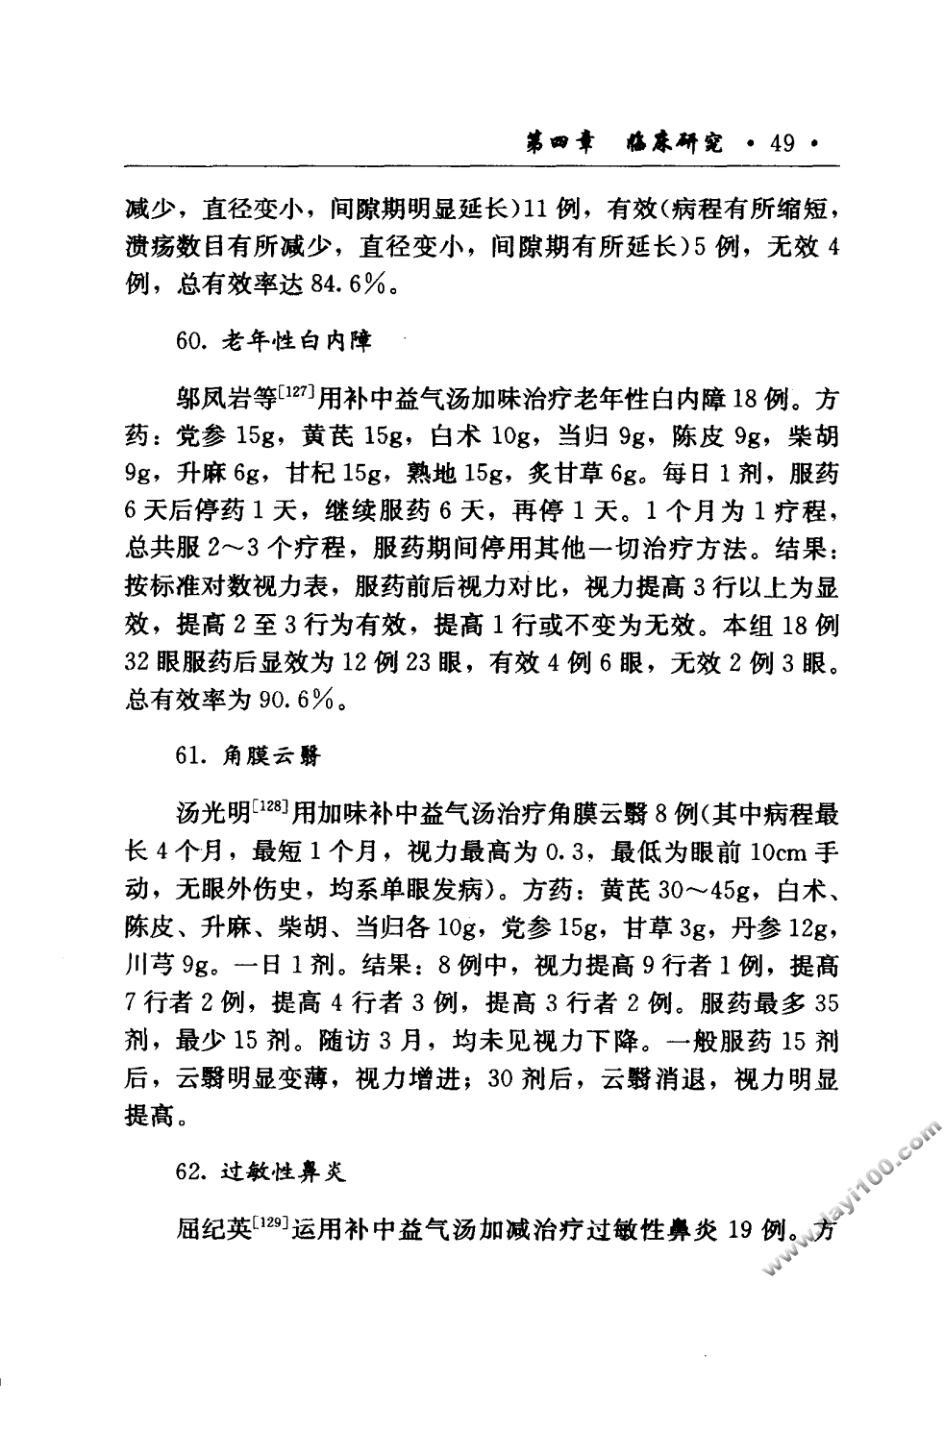 第四章 临床研究 · 49 ·
减少，直径变小，间隙期明显延长)11 例，有效(病程有所缩短，
溃疡数目有所减少，直径变小，间隙期有所延长)5 例，无效 4
例，总有效率达 84.6%。
60. 老年性白内障
邬凤岩等[127]用补中益气汤加味治疗老年性白内障 18 例。方
药：党参 15g，黄芪 15g，白术 10g，当归 9g，陈皮 9g，柴胡
9g，升麻 6g，甘杞 15g，熟地 15g，炙甘草 6g。每日 1 剂，服药
6 天后停药 1 天，继续服药 6 天，再停 1 天。1 个月为 1 疗程，
总共服 2～3 个疗程，服药期间停用其他一切治疗方法。结果：
按标准对数视力表，服药前后视力对比，视力提高 3 行以上为显
效，提高 2 至 3 行为有效，提高 1 行或不变为无效。本组 18 例
32 眼服药后显效为 12 例 23 眼，有效 4 例 6 眼，无效 2 例 3 眼。
总有效率为 90.6%。
61. 角膜云翳
汤光明[128]用加味补中益气汤治疗角膜云翳 8 例(其中病程最
长 4 个月，最短 1 个月，视力最高为 0.3，最低为眼前 10cm 手
动，无眼外伤史，均系单眼发病)。方药：黄芪 30～45g，白术、
陈皮、升麻、柴胡、当归各 10g，党参 15g，甘草 3g，丹参 12g，
川芎 9g。一日 1 剂。结果：8 例中，视力提高 9 行者 1 例，提高
7 行者 2 例，提高 4 行者 3 例，提高 3 行者 2 例。服药最多 35
剂，最少 15 剂。随访 3 月，均未见视力下降。一般服药 15 剂
后，云翳明显变薄，视力增进；30 剂后，云翳消退，视力明显
提高。
62. 过敏性鼻炎
屈纪英[129]运用补中益气汤加减治疗过敏性鼻炎 19 例。方
www.dayi100.com